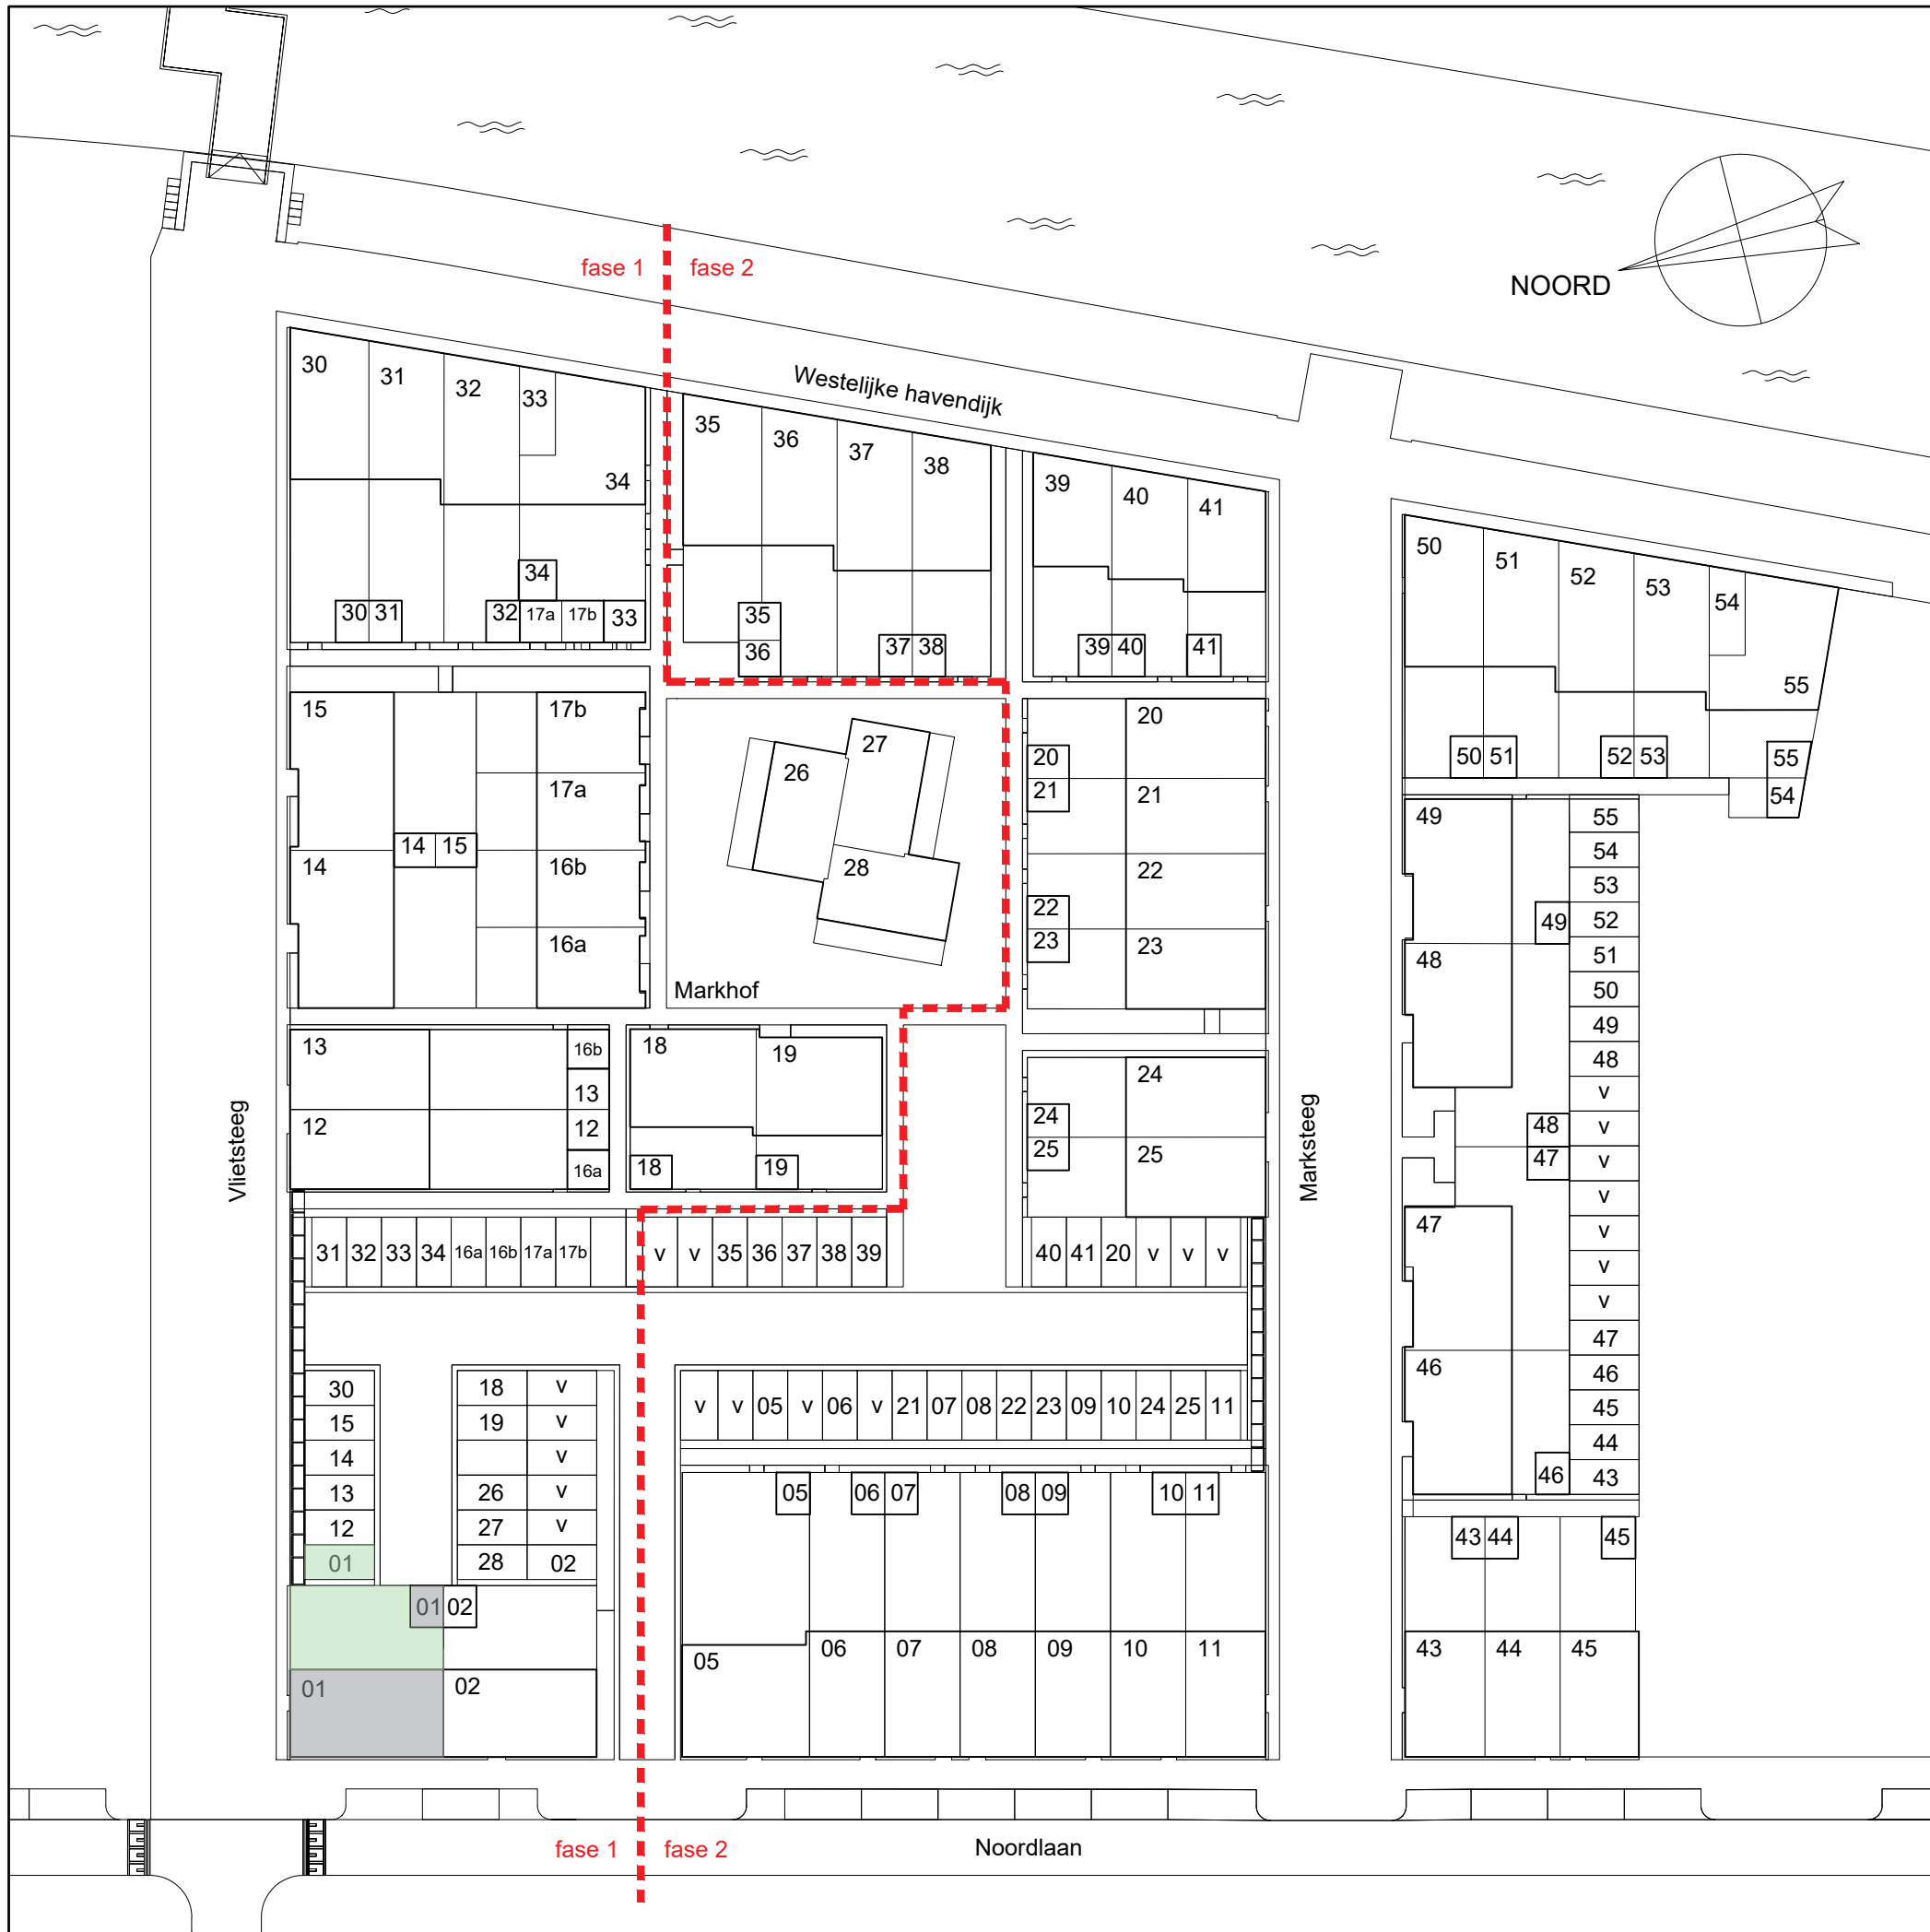 fase 1 fase 2
NOORD
Westelijke havendijk
30 31 32 33 34
35 36 37 38
39 40 41
50 51 52 53 54 55
34
30 31 32 17a 17b 33
35
36
37 38
39 40 41
50 51 52 53 55
54
15 17b
17a
14 15
14 16b
16a
26 27
28
Markhof
20
20
21 21
22
22
23 23
49
49
48
55
54
53
52
51
50
49
48
v
v
v
v
v
v
v
47
46
45
44
43
13
12
16b
13
12
16a
18 19
18 19
24
24
25 25
48
47
47
46
46
Vlietsteeg
Marksteeg
31 32 33 34 16a 16b 17a 17b
v v 35 36 37 38 39
40 41 20 v v v
30
15
14
13
12
01
18 v
19 v
v
26 v
27 v
28 02
v v 05 v 06 v 21 07 08 22 23 09 10 24 25 11
05 06 07 08 09 10 11
43 44 45
01 02
01 02
05 06 07 08 09 10 11
43 44 45
fase 1 fase 2
Noordlaan